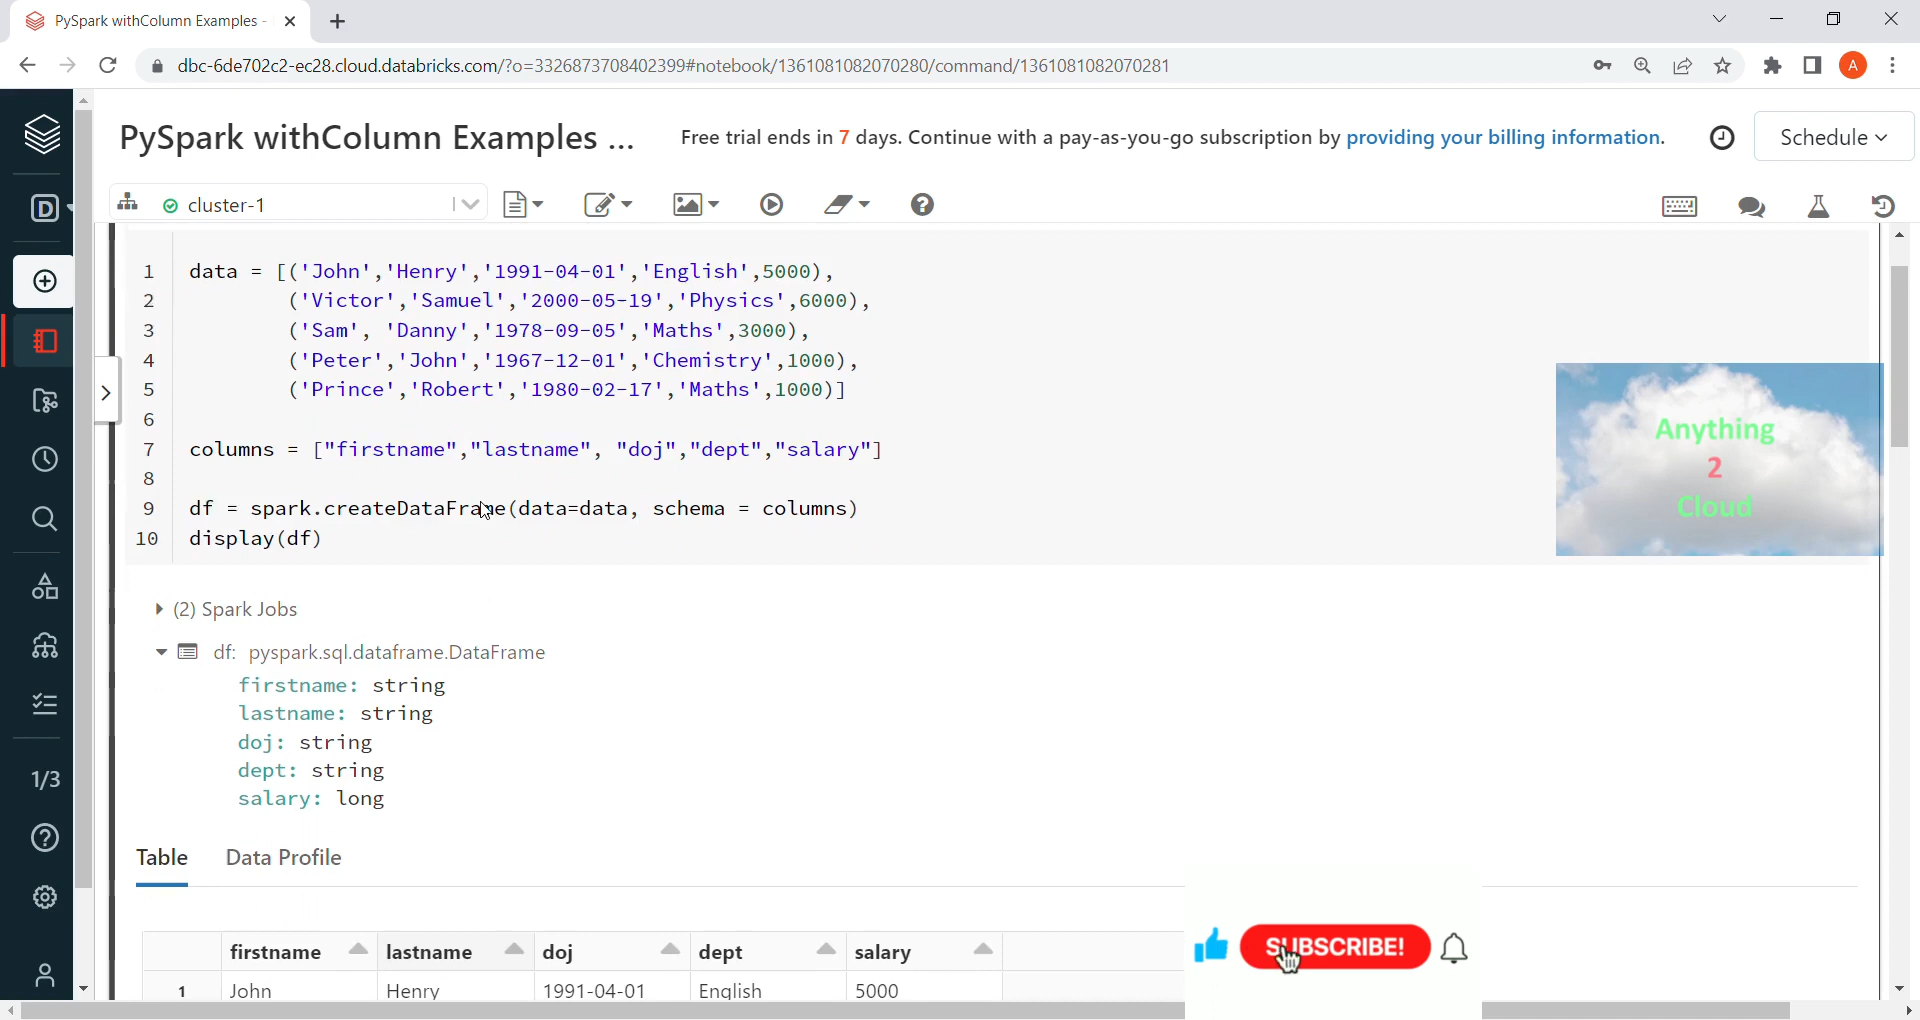 PySpark withColumn Examples -
dbc-6de702c2-ec28.cloud.databricks.com/?o=3326873708402399#notebook/1361081082070280/command/1361081082070281
A
PySpark withColumn Examples ...
Free trial ends in 7 days. Continue with a pay-as-you-go subscription by providing your billing information.
Schedule
D
cluster-1
1 data = [('John','Henry','1991-04-01','English',5000),
2 ('Victor','Samuel','2000-05-19','Physics',6000),
3 ('Sam', 'Danny','1978-09-05','Maths',3000),
4 ('Peter','John','1967-12-01','Chemistry',1000),
5 ('Prince','Robert','1980-02-17','Maths',1000)]
6
7 columns = ["firstname","lastname", "doj","dept","salary"]
8
9 df = spark.createDataFrame(data=data, schema = columns)
10 display(df)
Anything
2
Cloud
(2) Spark Jobs
df: pyspark.sql.dataframe.DataFrame
firstname: string
lastname: string
doj: string
dept: string
salary: long
1/3
Table Data Profile
firstname lastname doj dept salary
1 John Henry 1991-04-01 English 5000
SUBSCRIBE!